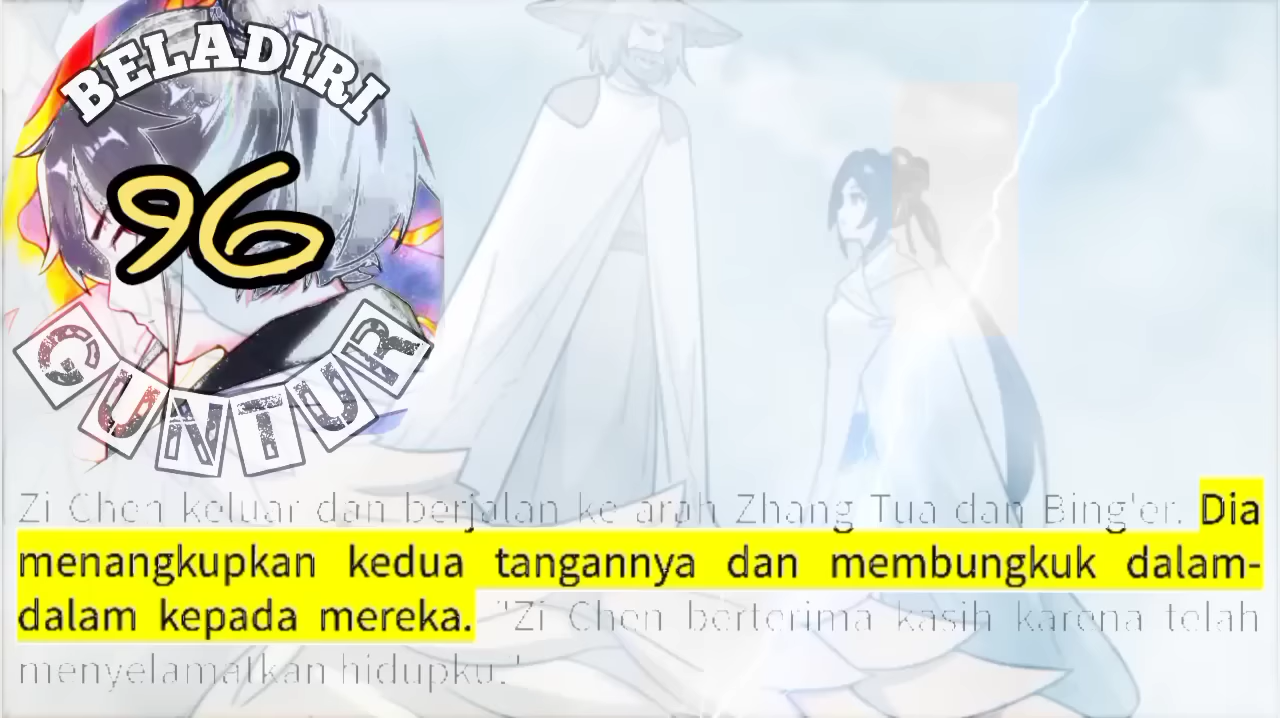 BELADIRI
96
GUNTUR
Zi Chen keluar dan berjalan ke arah Zhang Tua dan Bing'er. Dia
menangkupkan kedua tangannya dan membungkuk dalam-
dalam kepada mereka. "Zi Chen berterima kasih karena telah
menyelamatkan hidupku."